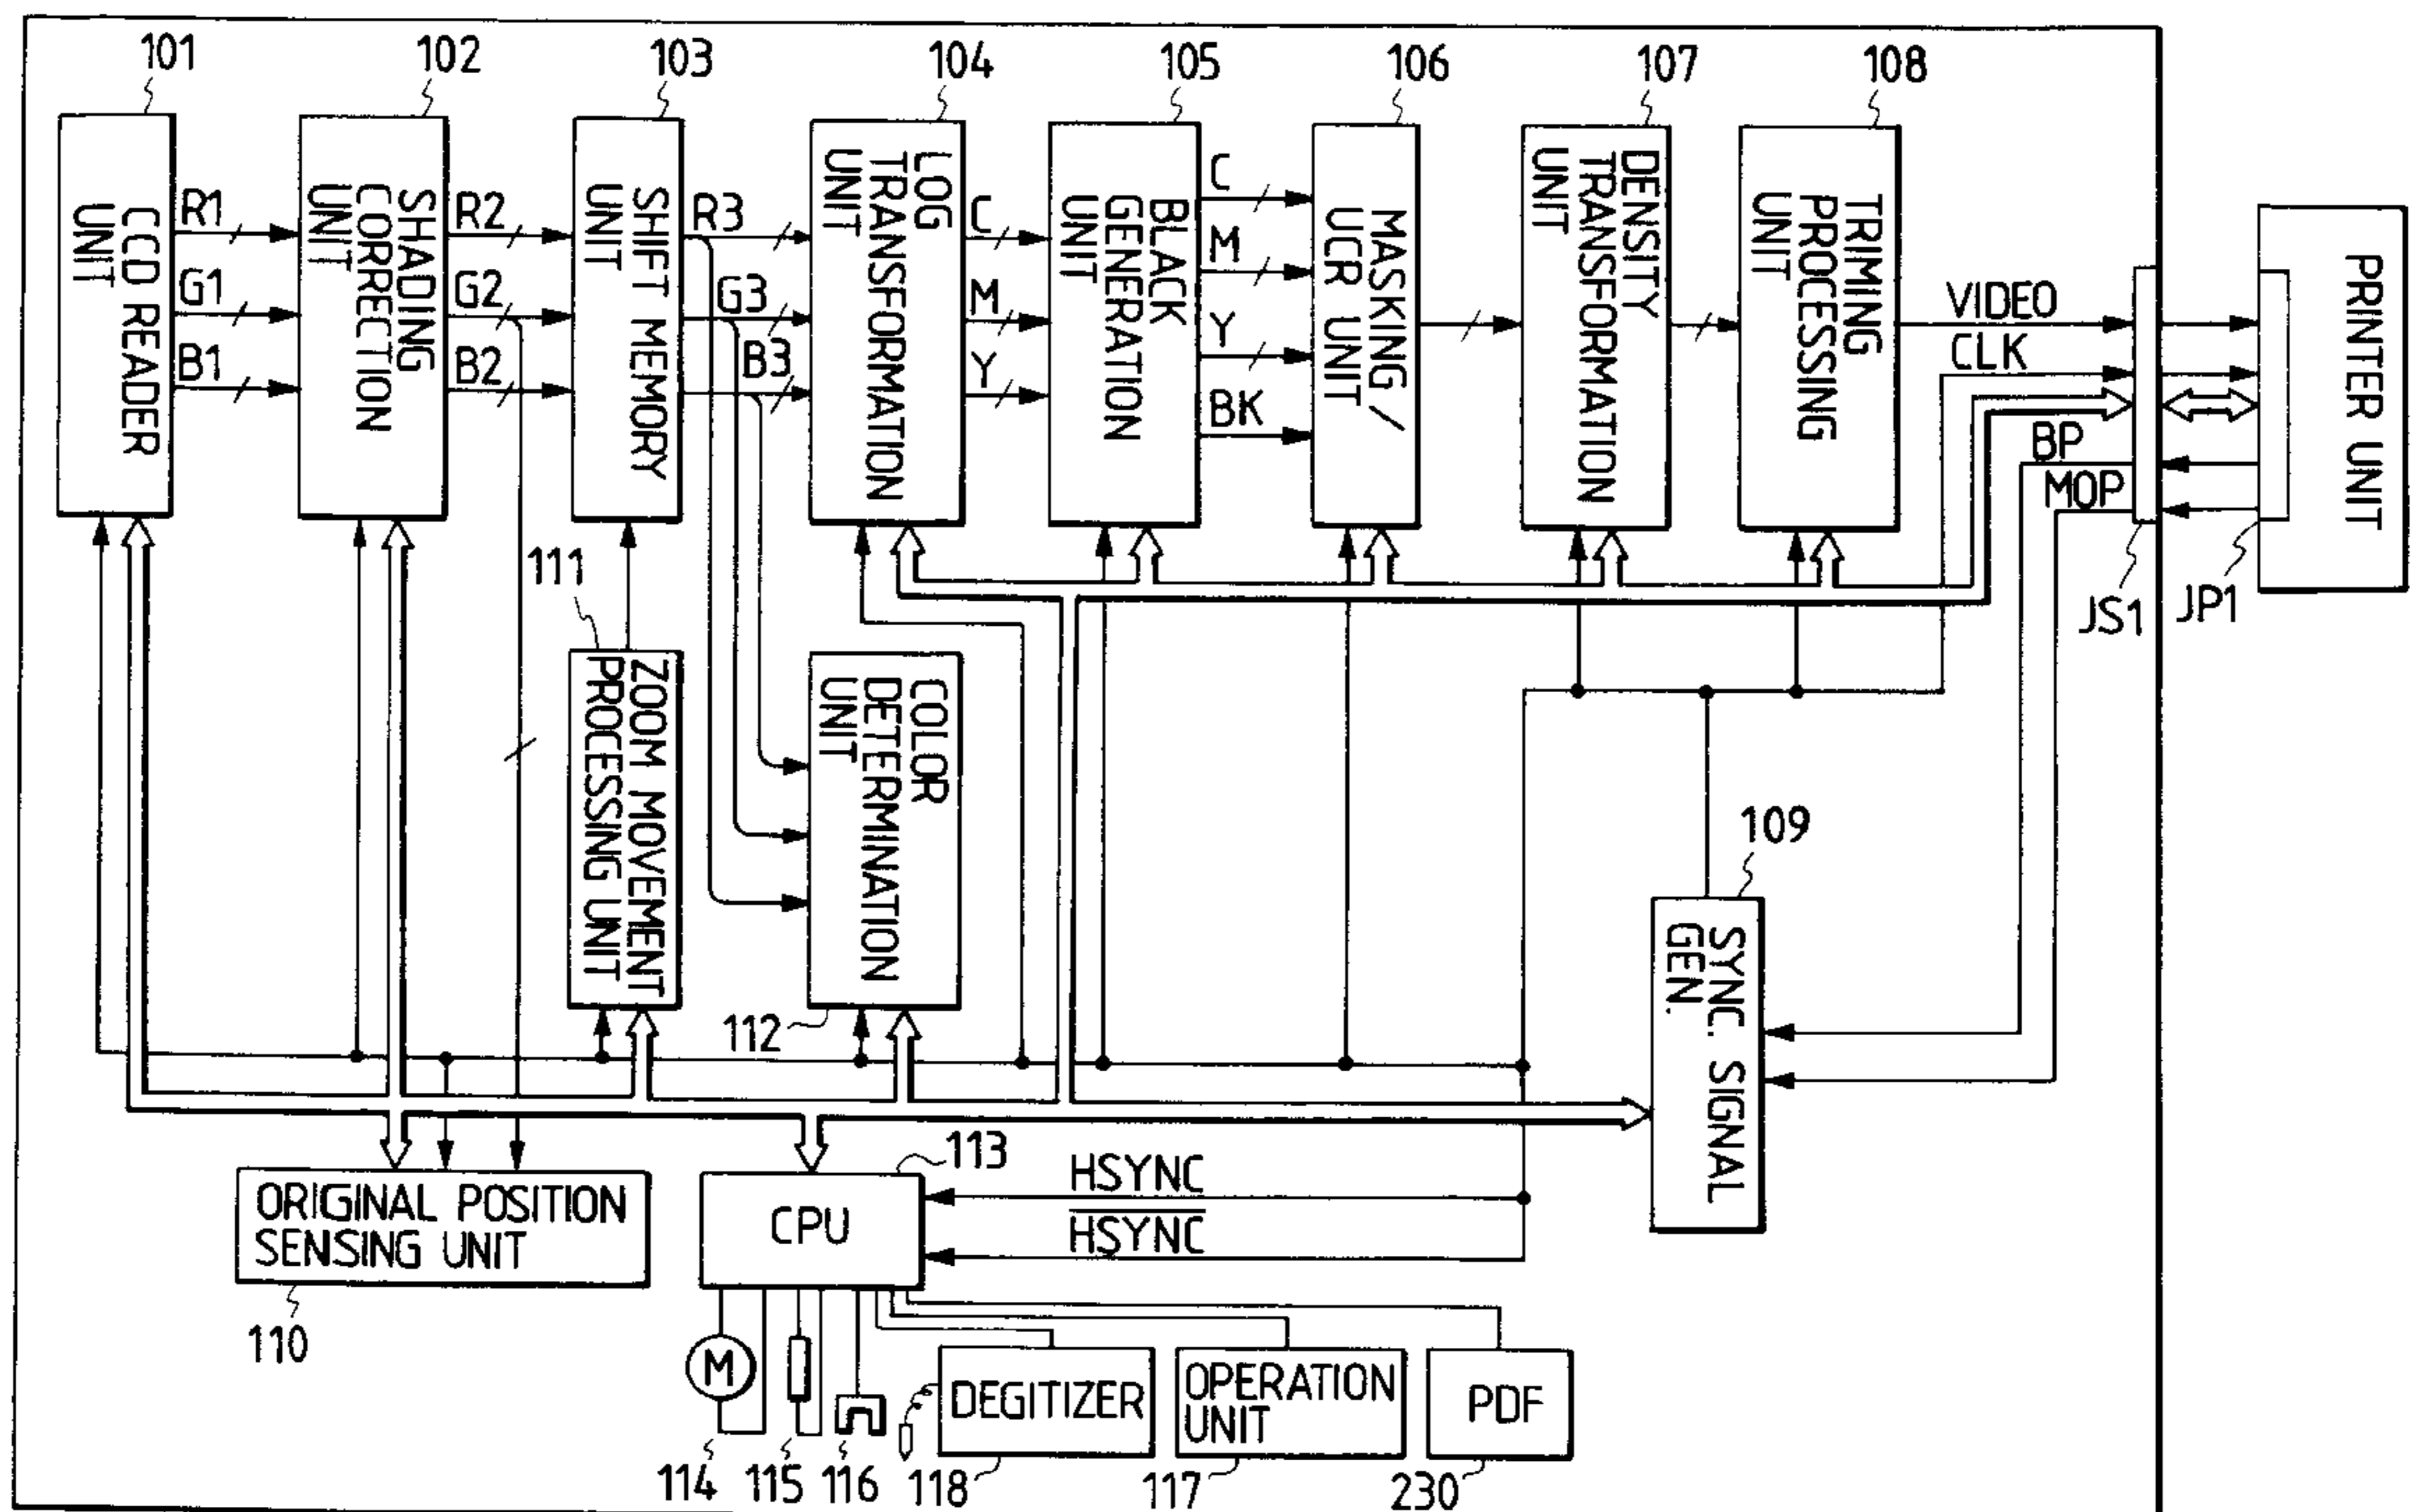 101
102
103
104
105
106
107
108
CCD READER
UNIT
R1
G1
B1
SHADING
CORRECTION
UNIT
R2
G2
B2
SHIFT MEMORY
UNIT
R3
G3
B3
LOG
TRANSFORMATION
UNIT
C
M
Y
BLACK
GENERATION
UNIT
C
M
Y
BK
MASKING/
UCR UNIT
DENSITY
TRANSFORMATION
UNIT
TRIMING
PROCESSING
UNIT
VIDEO
CLK
BP
MOP
JS1
JP1
PRINTER UNIT
111
ZOOM MOVEMENT
PROCESSING UNIT
COLOR
DETERMINATION
UNIT
112
109
SYNC. SIGNAL
GEN.
ORIGINAL POSITION
SENSING UNIT
110
113
CPU
HSYNC
HSYNC
M
114
115
116
DEGITIZER
118
OPERATION
UNIT
117
PDF
230